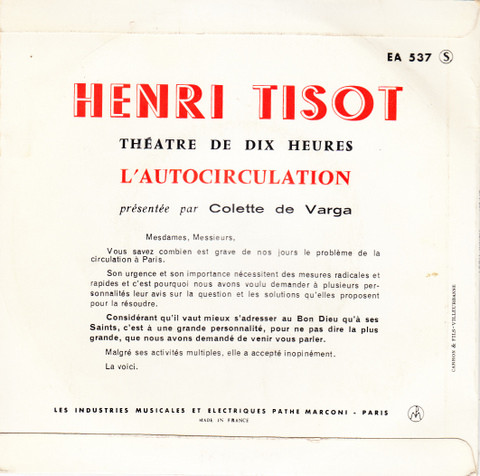 EA 537 S
HENRI TISOT
THÉATRE DE DIX HEURES
L'AUTOCIRCULATION
présentée par Colette de Varga
Mesdames, Messieurs,
Vous savez combien est grave de nos jours le problème de la
circulation à Paris.
Son urgence et son importance nécessitent des mesures radicales et
rapides et c'est pourquoi nous avons voulu demander à plusieurs per-
sonnalités leur avis sur la question et les solutions qu'elles proposent
pour la résoudre.
Considérant qu'il vaut mieux s'adresser au Bon Dieu qu'à ses
Saints, c'est à une grande personnalité, pour ne pas dire la plus
grande, que nous avons demandé de venir vous parler.
Malgré ses activités multiples, elle a accepté inopinément.
La voici.
CANNON & FILS-VILLEURBANNE
LES INDUSTRIES MUSICALES ET ELECTRIQUES PATHE MARCONI - PARIS
MADE IN FRANCE